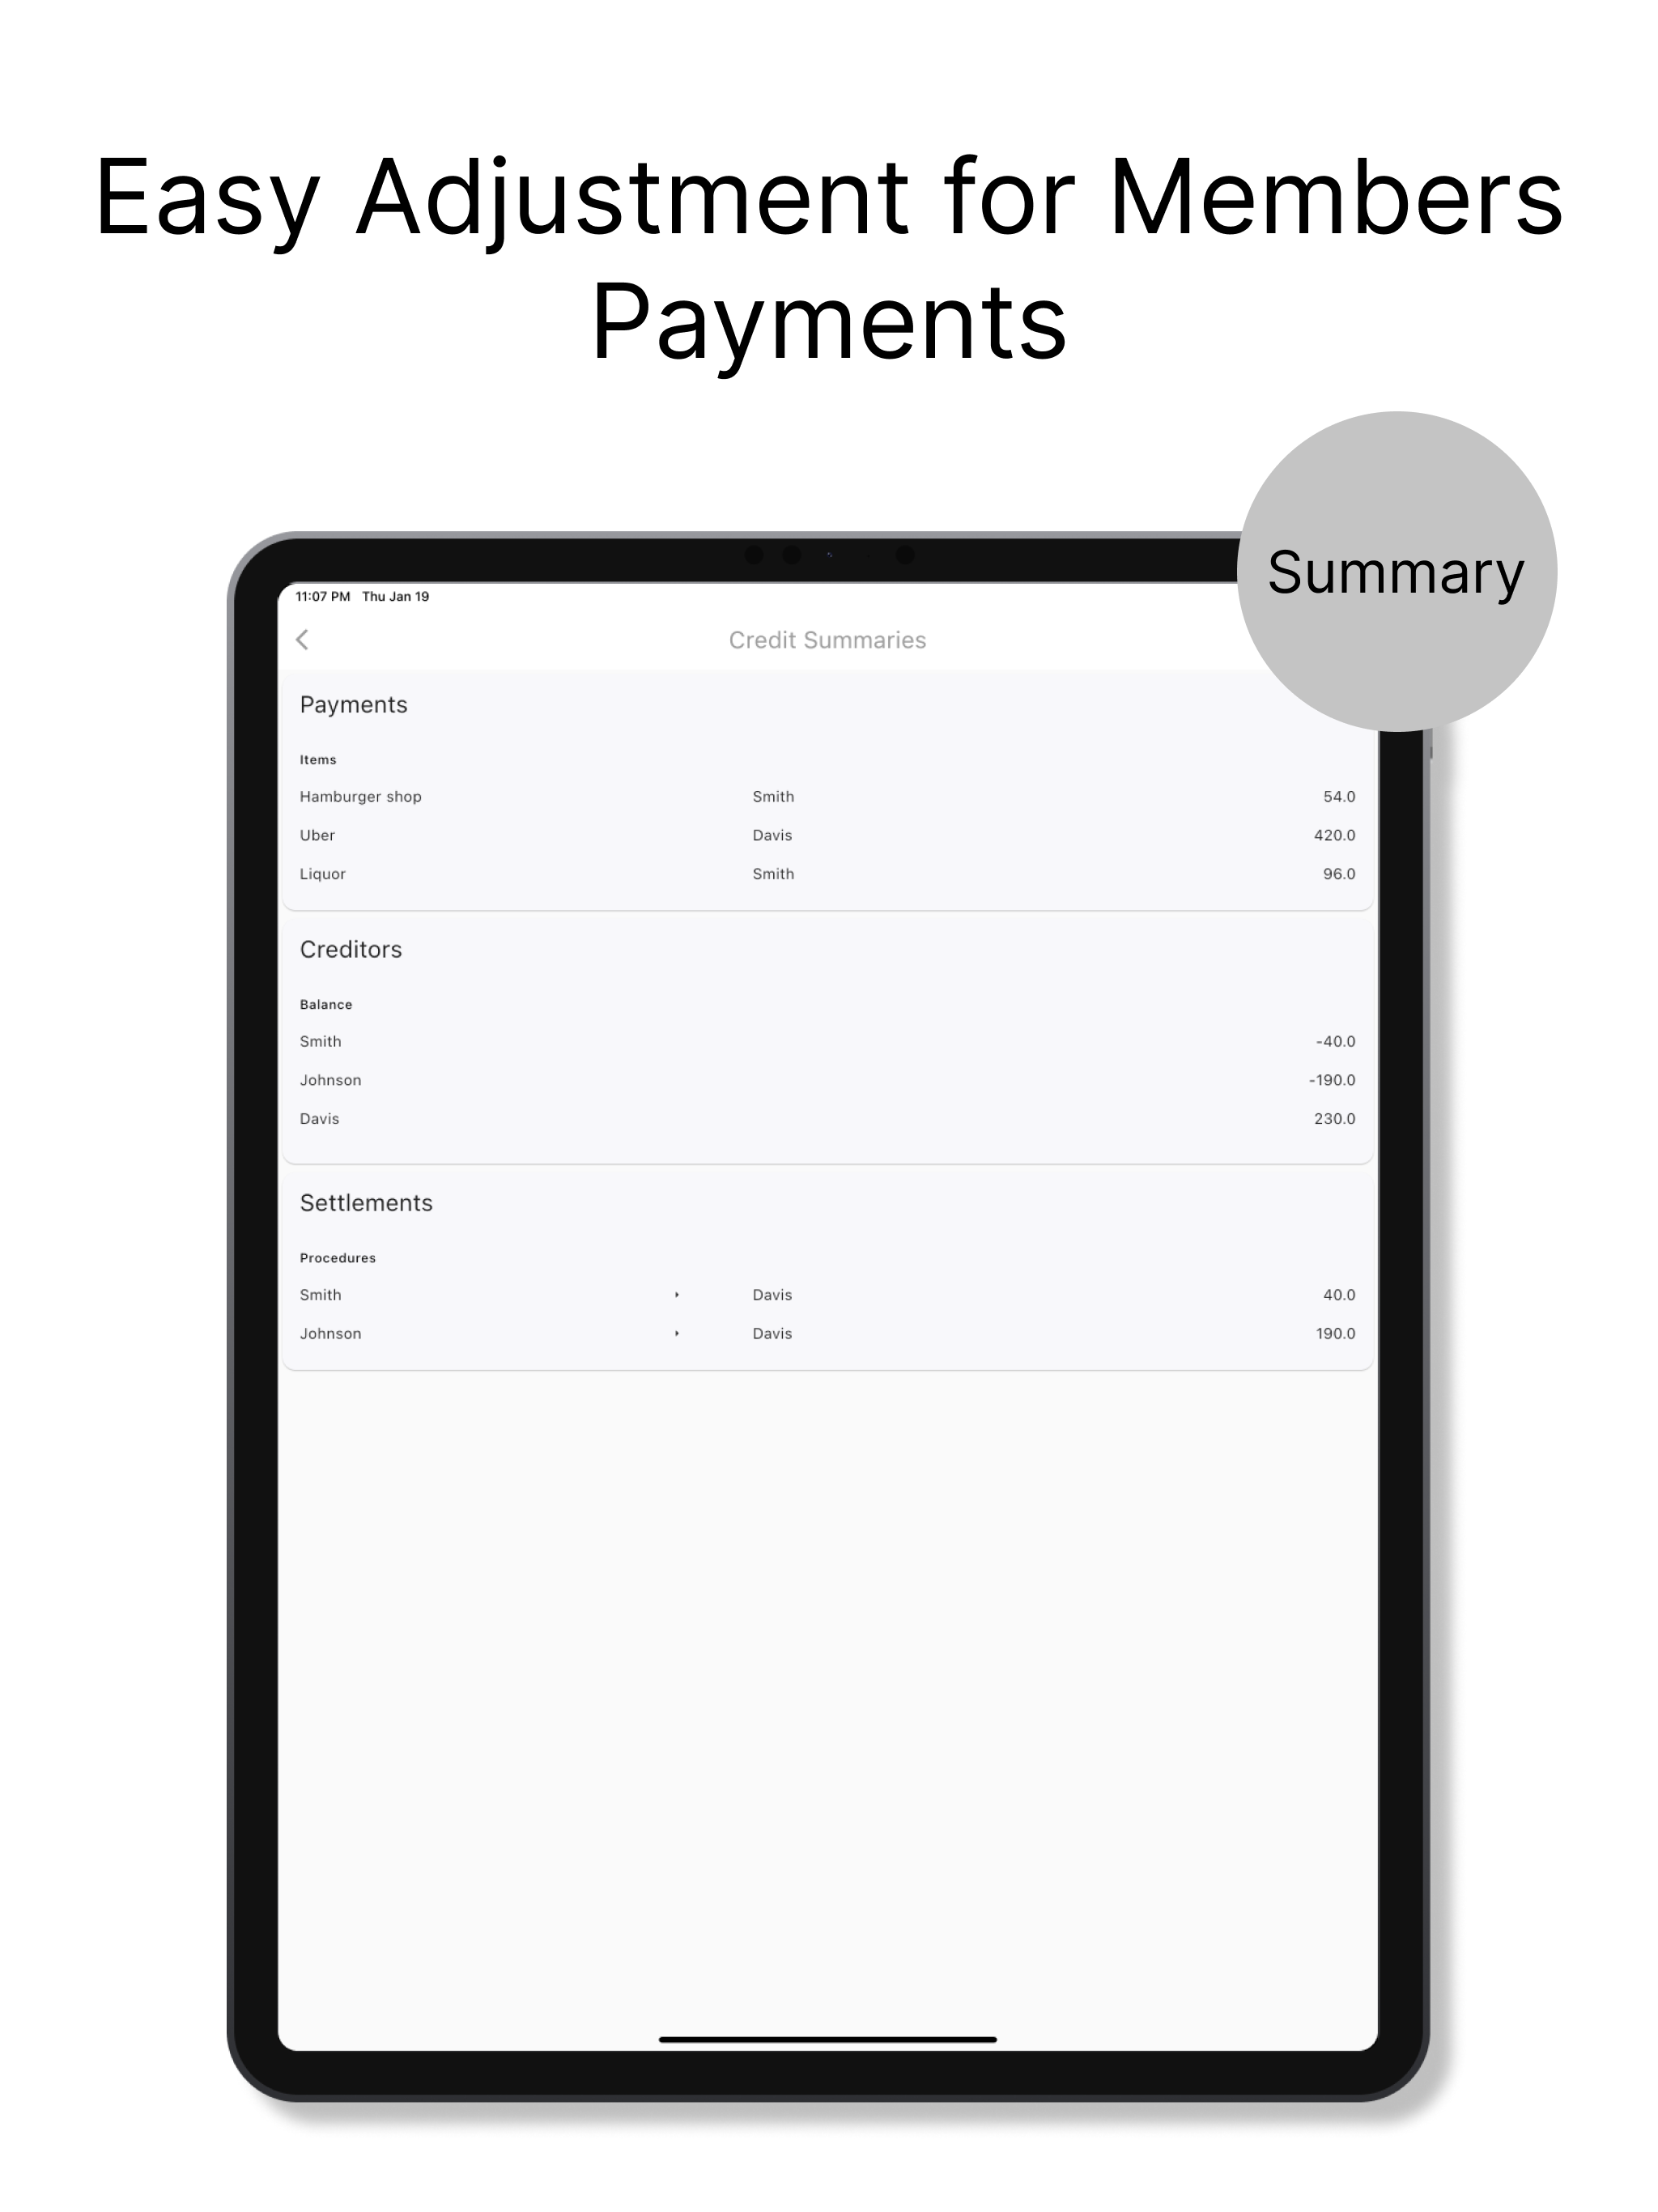 Easy Adjustment for Members
Payments
Summary
11:07 PM Thu Jan 19
Credit Summaries
Payments
Items
Hamburger shop Smith 54.0
Uber Davis 420.0
Liquor Smith 96.0
Creditors
Balance
Smith -40.0
Johnson -190.0
Davis 230.0
Settlements
Procedures
Smith Davis 40.0
Johnson Davis 190.0